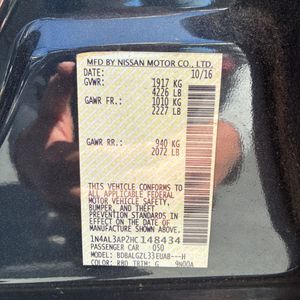 MFD BY NISSAN MOTOR CO., LTD.
DATE: 10/16
GVWR: 1917 KG
4226 LB
GAWR FR.: 1010 KG
2227 LB
GAWR RR.: 940 KG
2072 LB
THIS VEHICLE CONFORMS TO
ALL APPLICABLE FEDERAL
MOTOR VEHICLE SAFETY,
BUMPER, AND THEFT
PREVENTION STANDARDS IN
EFFECT ON THE DATE OF
MANUFACTURE SHOWN ABOVE.
1N4AL3AP2HC148434
PASSENGER CAR 050
MODEL: BDBALGZL33EUA8---H
COLOR: RBD TRIM: G